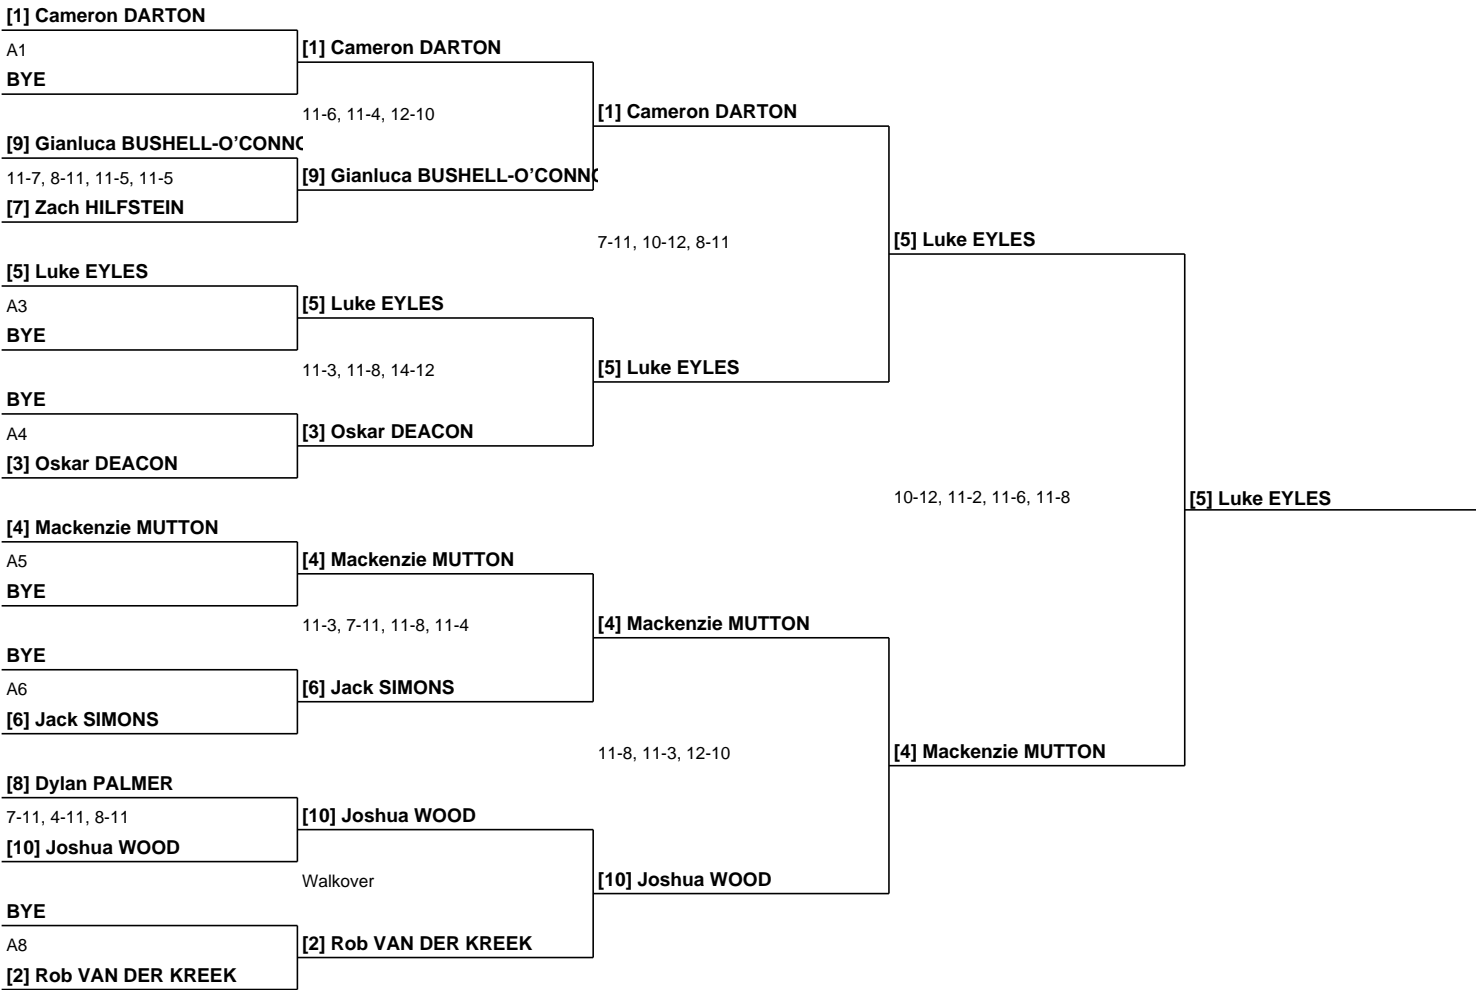 [1] Cameron DARTON
A1
BYE
[9] Gianluca BUSHELL-O’CONNO
11-7, 8-11, 11-5, 11-5
[7] Zach HILFSTEIN
[5] Luke EYLES
A3
BYE
BYE
A4
[3] Oskar DEACON
[4] Mackenzie MUTTON
A5
BYE
BYE
A6
[6] Jack SIMONS
[8] Dylan PALMER
7-11, 4-11, 8-11
[10] Joshua WOOD
BYE
A8
[2] Rob VAN DER KREEK
[1] Cameron DARTON
11-6, 11-4, 12-10
[9] Gianluca BUSHELL-O’CONNO
[5] Luke EYLES
11-3, 11-8, 14-12
[3] Oskar DEACON
[4] Mackenzie MUTTON
11-3, 7-11, 11-8, 11-4
[6] Jack SIMONS
[10] Joshua WOOD
Walkover
[2] Rob VAN DER KREEK
[1] Cameron DARTON
7-11, 10-12, 8-11
[5] Luke EYLES
[4] Mackenzie MUTTON
11-8, 11-3, 12-10
[10] Joshua WOOD
[5] Luke EYLES
10-12, 11-2, 11-6, 11-8
[4] Mackenzie MUTTON
[5] Luke EYLES